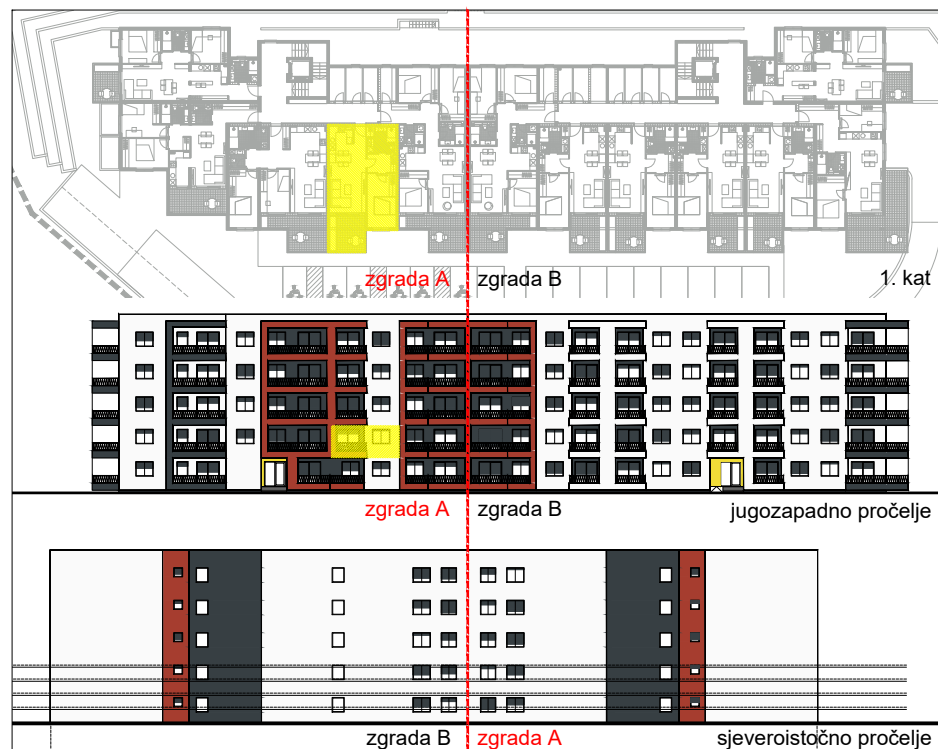 zgrada A zgrada B 1. kat
zgrada A zgrada B jugozapadno pročelje
zgrada B zgrada A sjeveroistočno pročelje